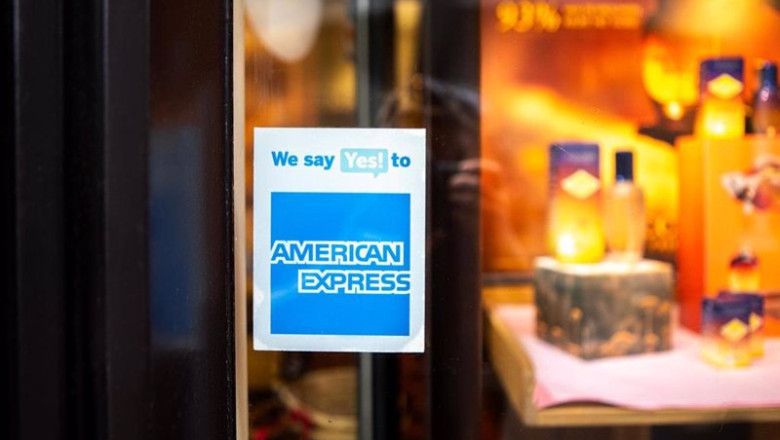 93%
We say Yes! to
AMERICAN
EXPRESS